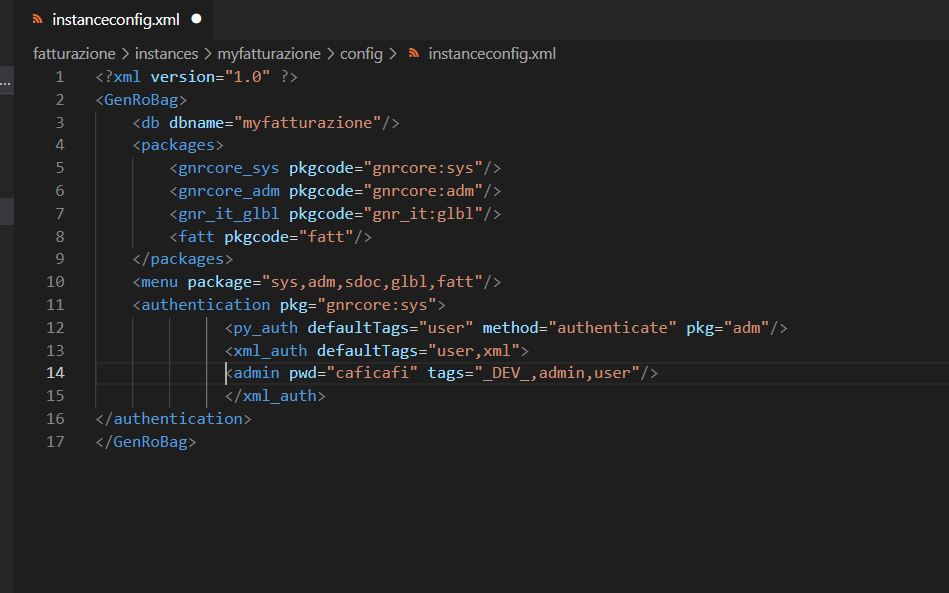 instanceconfig.xml
fatturazione > instances > myfatturazione > config > instanceconfig.xml
1 <?xml version="1.0" ?>
2 <GenRoBag>
3 <db dbname="myfatturazione"/>
4 <packages>
5 <gnrcore_sys pkgcode="gnrcore:sys"/>
6 <gnrcore_adm pkgcode="gnrcore:adm"/>
7 <gnr_it_glbl pkgcode="gnr_it:glbl"/>
8 <fatt pkgcode="fatt"/>
9 </packages>
10 <menu package="sys,adm,sdoc,glbl,fatt"/>
11 <authentication pkg="gnrcore:sys">
12 <py_auth defaultTags="user" method="authenticate" pkg="adm"/>
13 <xml_auth defaultTags="user,xml">
14 <admin pwd="caficafi" tags="_DEV_,admin,user"/>
15 </xml_auth>
16 </authentication>
17 </GenRoBag>